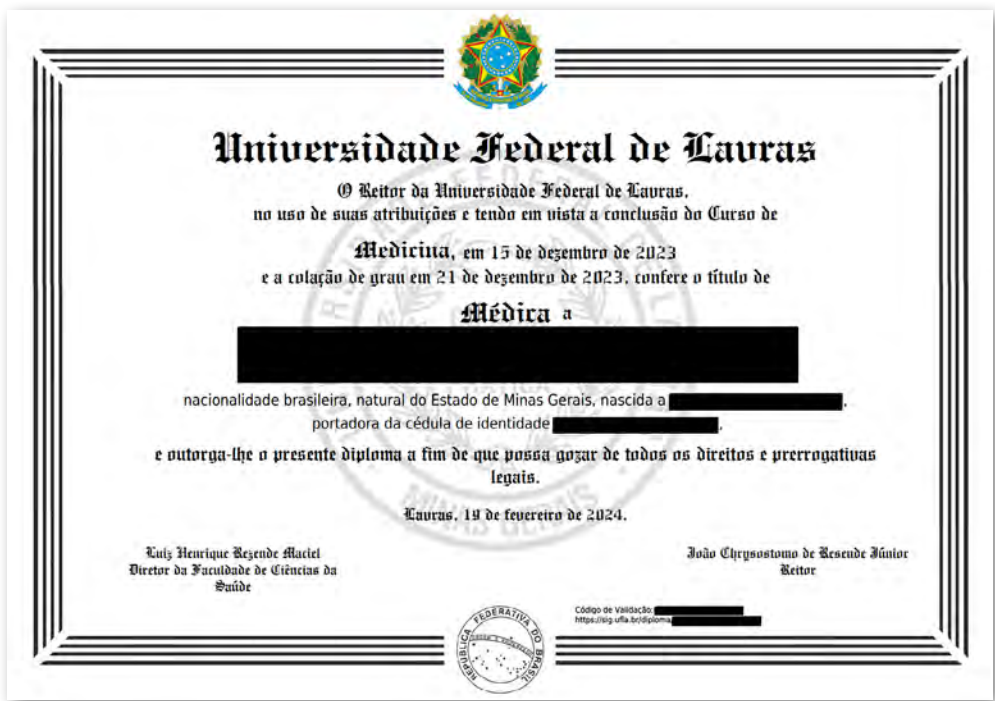 Universidade Federal de Lavras
O Reitor da Universidade Federal de Lavras,
no uso de suas atribuições e tendo em vista a conclusão do Curso de
Medicina, em 15 de dezembro de 2023
e a colação de grau em 21 de dezembro de 2023, confere o título de
Médica a
nacionalidade brasileira, natural do Estado de Minas Gerais, nascida a
,
portadora da cédula de identidade
,
e outorga-lhe o presente diploma a fim de que possa gozar de todos os direitos e prerrogativas
legais.
Lavras, 19 de fevereiro de 2024.
Luiz Henrique Rezende Maciel
Diretor da Faculdade de Ciências da
Saúde
João Chrysostomo de Resende Júnior
Reitor
Código de Validação:
https://sig.ufla.br/diploma/
REPÚBLICA FEDERATIVA DO BRASIL
MINAS GERAIS